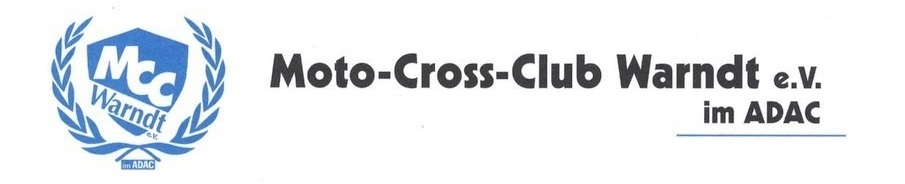 MCC
Warndt
e.V.
im ADAC
Moto-Cross-Club Warndt e.V.
im ADAC